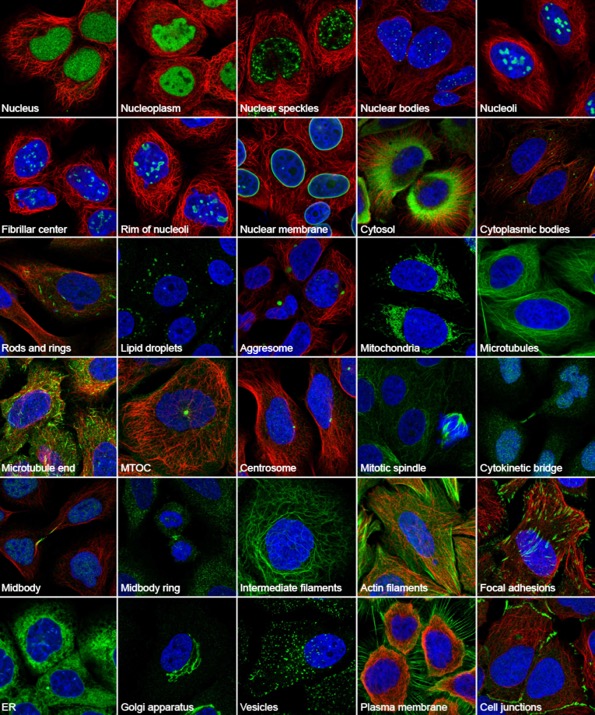 Nucleus
Nucleoplasm
Nuclear speckles
Nuclear bodies
Nucleoli
Fibrillar center
Rim of nucleoli
Nuclear membrane
Cytosol
Cytoplasmic bodies
Rods and rings
Lipid droplets
Aggresome
Mitochondria
Microtubules
Microtubule end
MTOC
Centrosome
Mitotic spindle
Cytokinetic bridge
Midbody
Midbody ring
Intermediate filaments
Actin filaments
Focal adhesions
ER
Golgi apparatus
Vesicles
Plasma membrane
Cell junctions